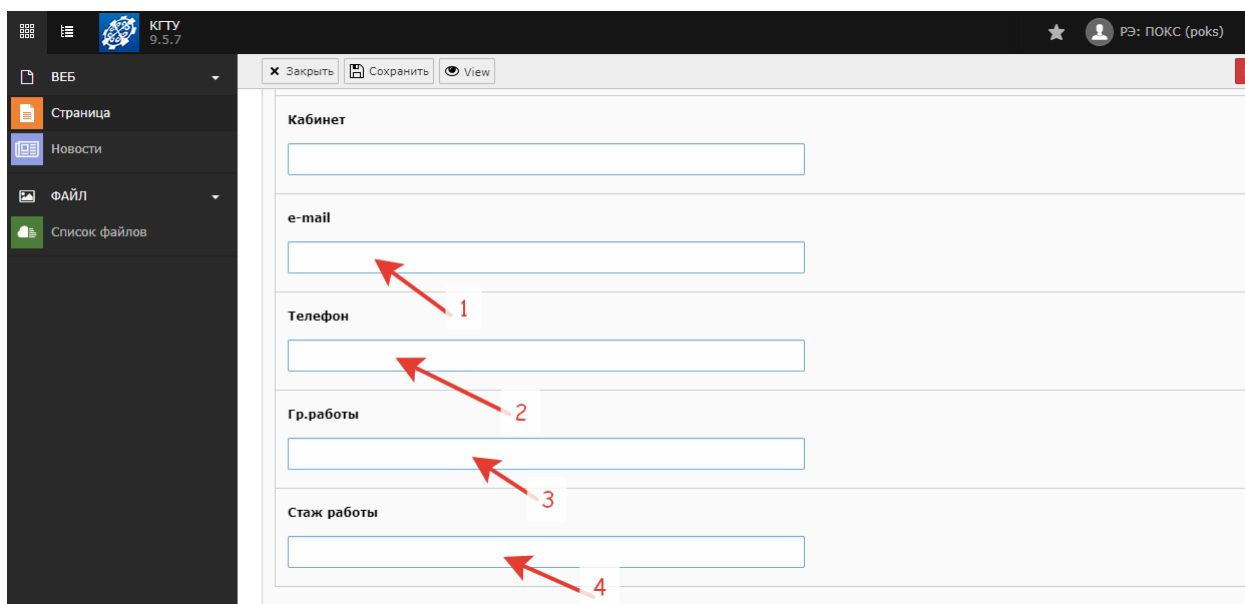 КГТУ
9.5.7
РЭ: ПОКС (poks)
ВЕБ
Страница
Новости
ФАЙЛ
Список файлов
Закрыть Сохранить View
Кабинет
e-mail
1
Телефон
2
Гр.работы
3
Стаж работы
4